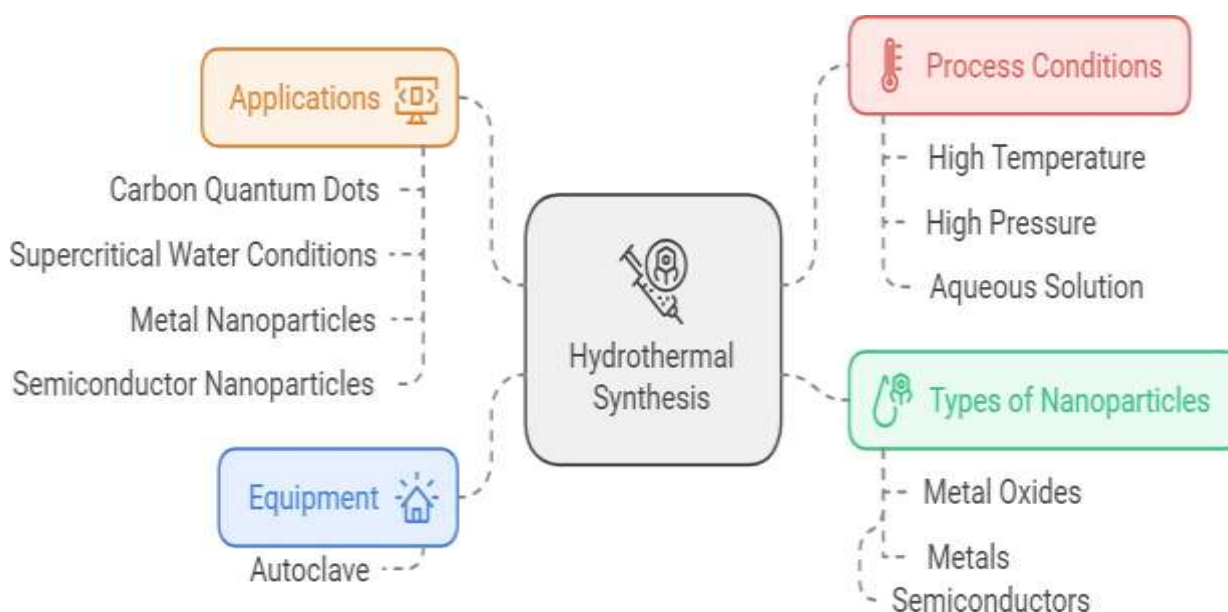 Applications
Carbon Quantum Dots
Supercritical Water Conditions
Metal Nanoparticles
Semiconductor Nanoparticles
Equipment
Autoclave
Hydrothermal
Synthesis
Process Conditions
High Temperature
High Pressure
Aqueous Solution
Types of Nanoparticles
Metal Oxides
Metals
Semiconductors